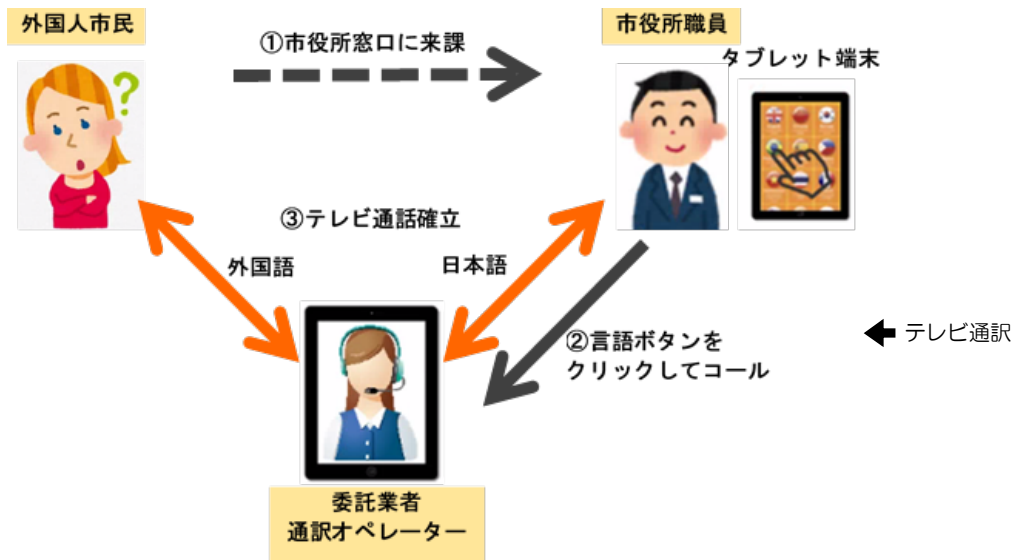 外国人市民
市役所職員
①市役所窓口に来課
タブレット端末
③テレビ通話確立
外国語
日本語
②言語ボタンを
クリックしてコール
テレビ通訳
委託業者
通訳オペレーター